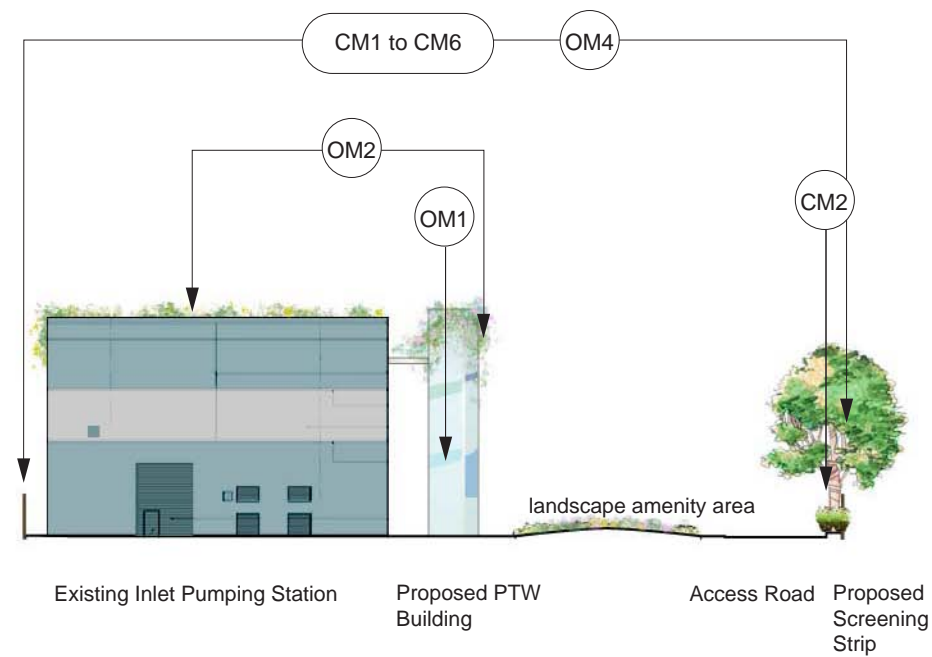 CM1 to CM6
OM4
OM2
CM2
OM1
landscape amenity area
Existing Inlet Pumping Station
Proposed PTW
Building
Access Road
Proposed
Screening
Strip